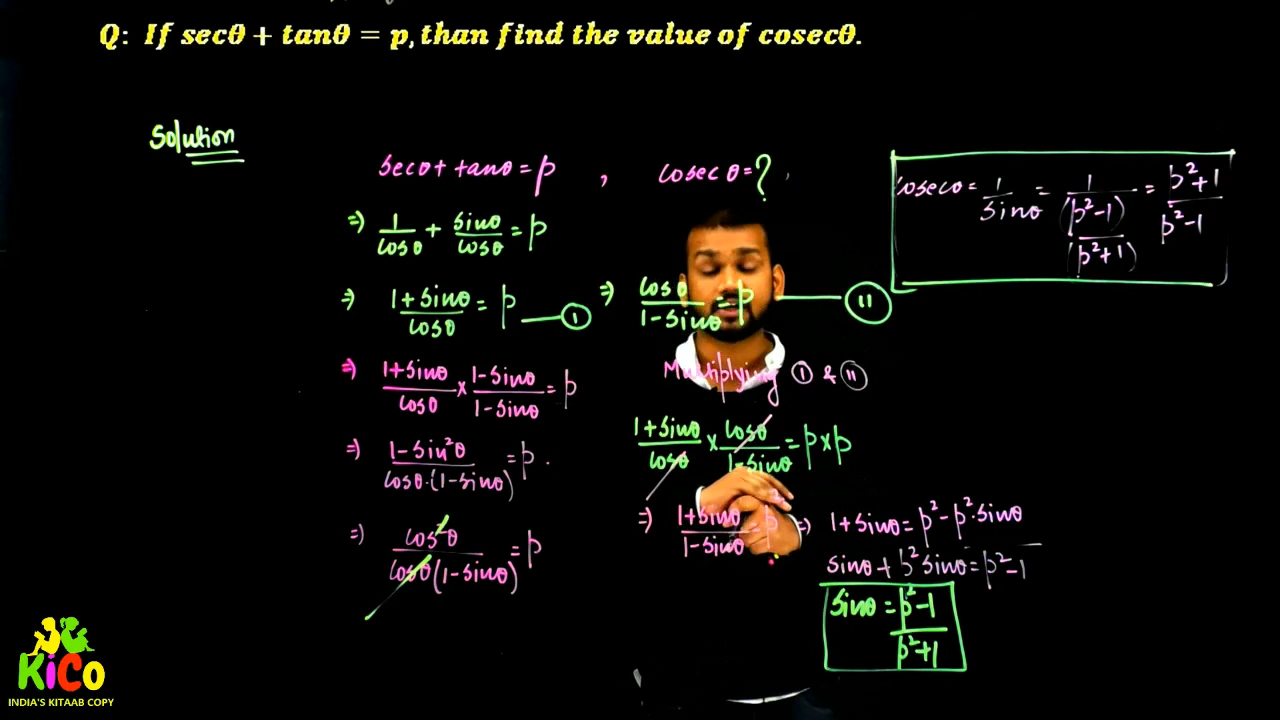 Q: If secθ + tanθ = p, than find the value of cosecθ.
Solution
secθ + tanθ = p , cosec θ = ?
⇒ 1/cosθ + sinθ/cosθ = p
⇒ (1+sinθ)/cosθ = p — (I)
⇒ (1+sinθ)/cosθ × (1-sinθ)/(1-sinθ) = p
⇒ (1-sin²θ)/(cosθ·(1-sinθ)) = p.
⇒ cos²θ/(cosθ(1-sinθ)) = p
⇒ cosθ/(1-sinθ) = p — (II)
Multiplying (I) & (II)
(1+sinθ)/cosθ × cosθ/(1-sinθ) = p×p
⇒ (1+sinθ)/(1-sinθ) = p²
⇒ 1+sinθ = p² - p²·sinθ
sinθ + p² sinθ = p²-1
sinθ = (p²-1)/(p²+1)
cosecθ = 1/sinθ = 1/((p²-1)/(p²+1)) = (p²+1)/(p²-1)
KiCo
INDIA'S KITAAB COPY